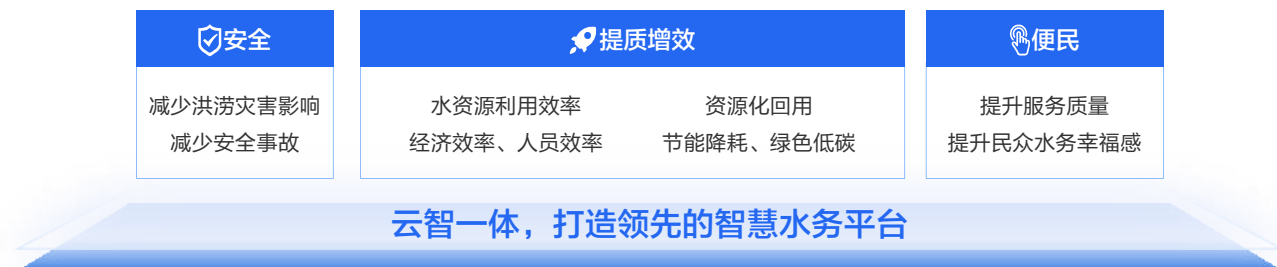 安全
减少洪涝灾害影响
减少安全事故
提质增效
水资源利用效率
经济效率、人员效率
资源化回用
节能降耗、绿色低碳
便民
提升服务质量
提升民众水务幸福感
云智一体，打造领先的智慧水务平台